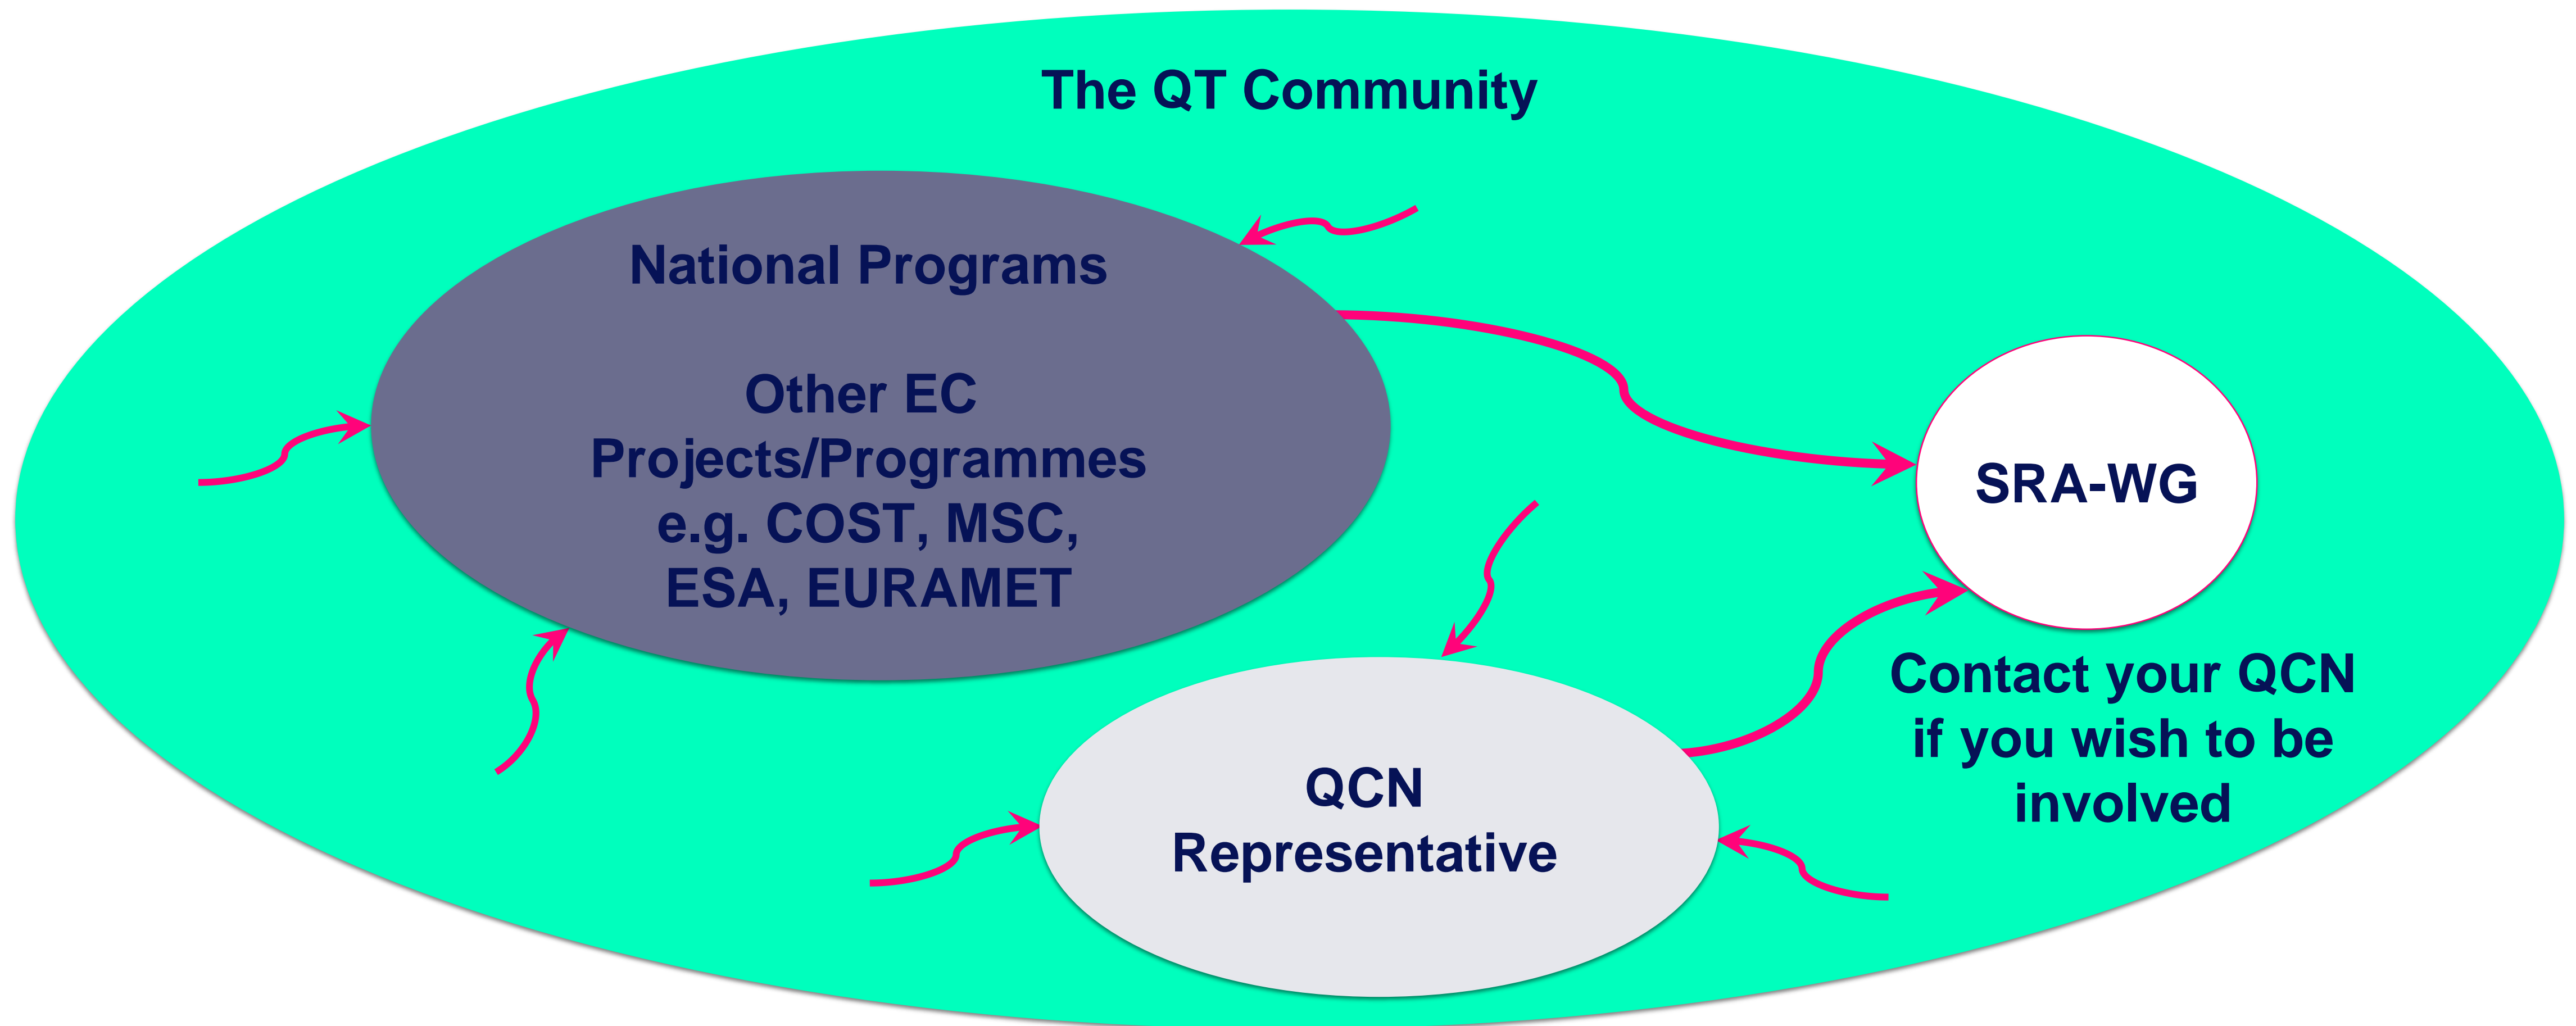 The QT Community
National Programs
Other EC
Projects/Programmes
e.g. COST, MSC,
ESA, EURAMET
SRA-WG
Contact your QCN
if you wish to be
involved
QCN
Representative